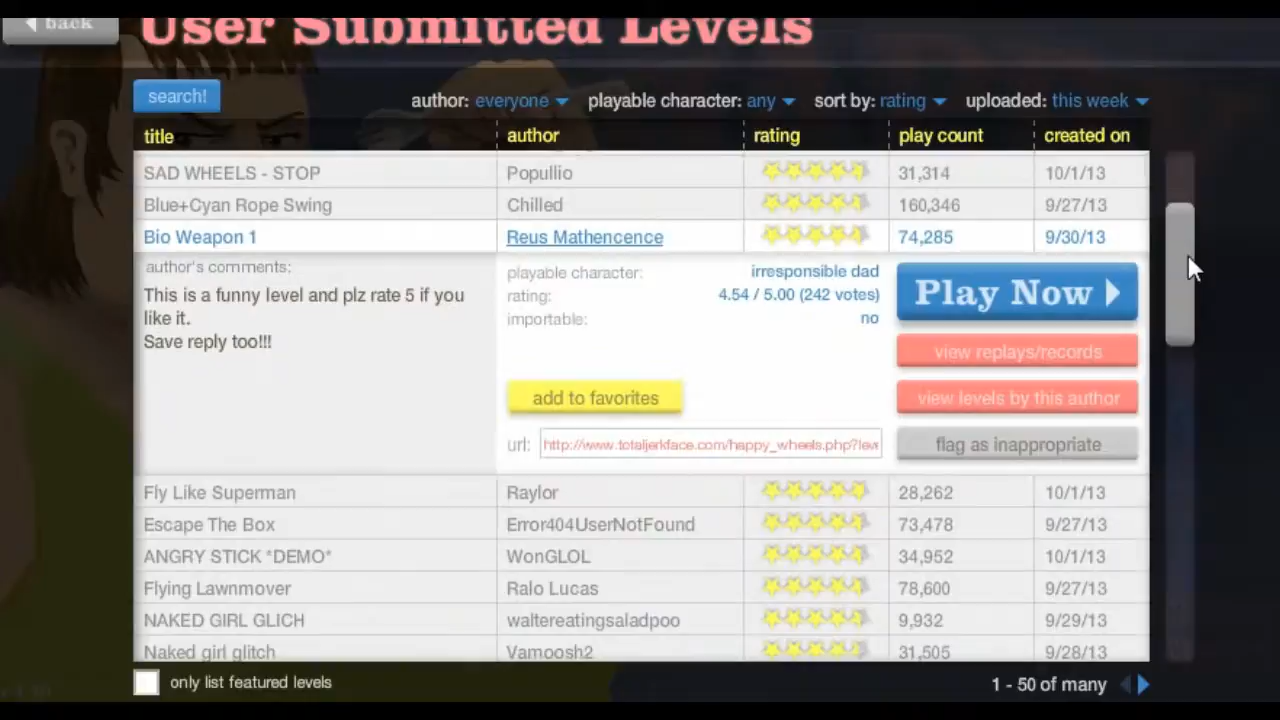 back
User Submitted Levels
search!
author: everyone playable character: any sort by: rating uploaded: this week
title author rating play count created on
SAD WHEELS - STOP Popullio 31,314 10/1/13
Blue+Cyan Rope Swing Chilled 160,346 9/27/13
Bio Weapon 1 Reus Mathencence 74,285 9/30/13
author's comments:
This is a funny level and plz rate 5 if you
like it.
Save reply too!!!
playable character: irresponsible dad
rating: 4.54 / 5.00 (242 votes)
importable: no
add to favorites
url: http://www.totaljerkface.com/happy_wheels.php?leve
Play Now
view replays/records
view levels by this author
flag as inappropriate
Fly Like Superman Raylor 28,262 10/1/13
Escape The Box Error404UserNotFound 73,478 9/27/13
ANGRY STICK *DEMO* WonGLOL 34,952 10/1/13
Flying Lawnmover Ralo Lucas 78,600 9/27/13
NAKED GIRL GLICH waltereatingsaladpoo 9,932 9/29/13
Naked girl glitch Vamoosh2 31,505 9/28/13
only list featured levels
1 - 50 of many